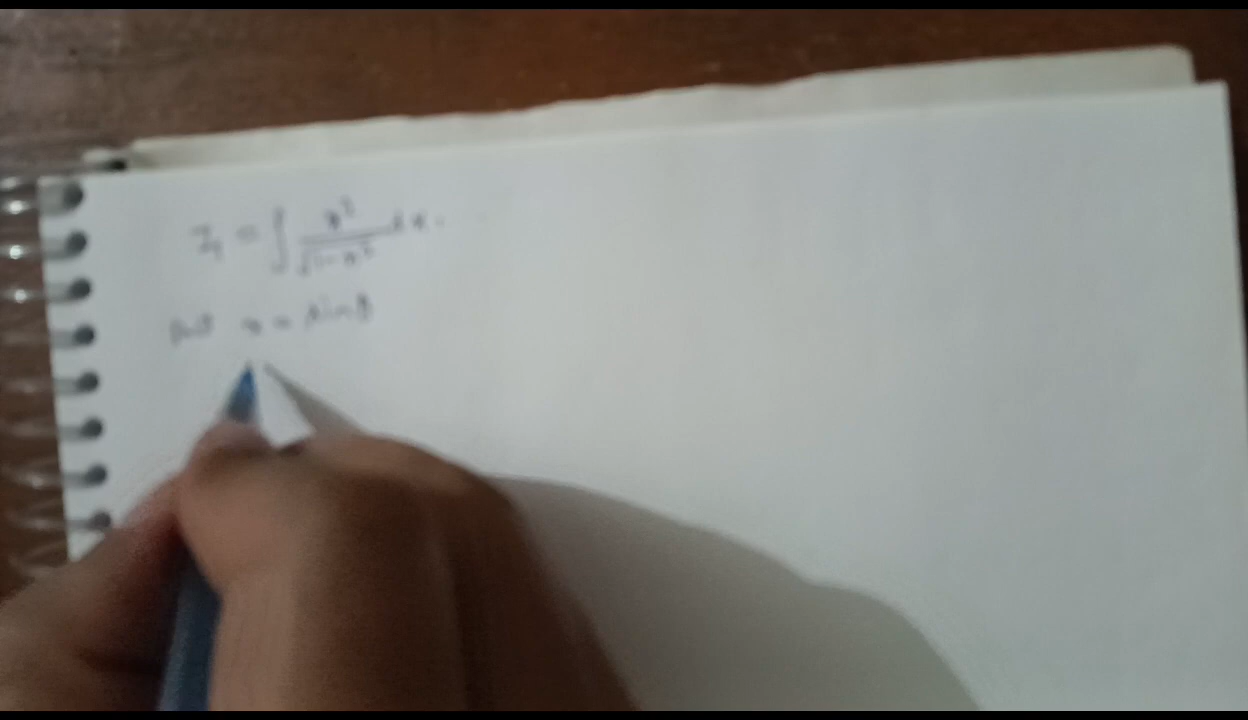 I₁ = ∫ x²/√(1-x²) dx.
put x = sinθ